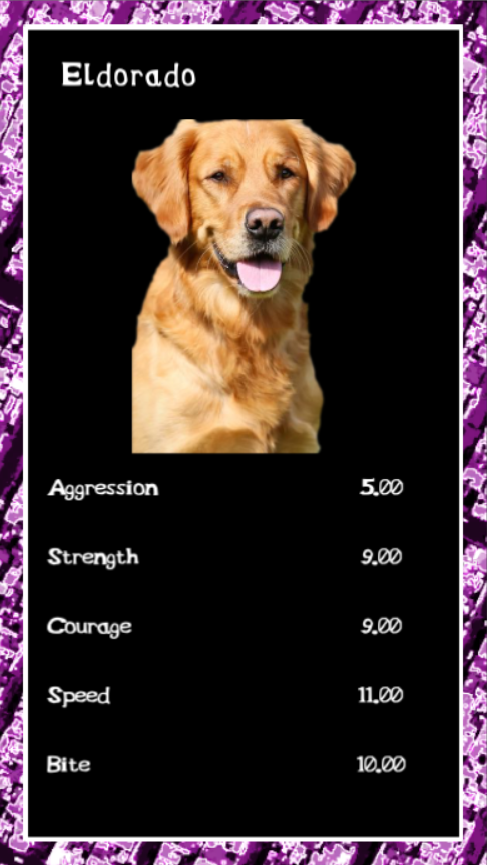 Eldorado
Aggression 5.00
Strength 9.00
Courage 9.00
Speed 11.00
Bite 10.00